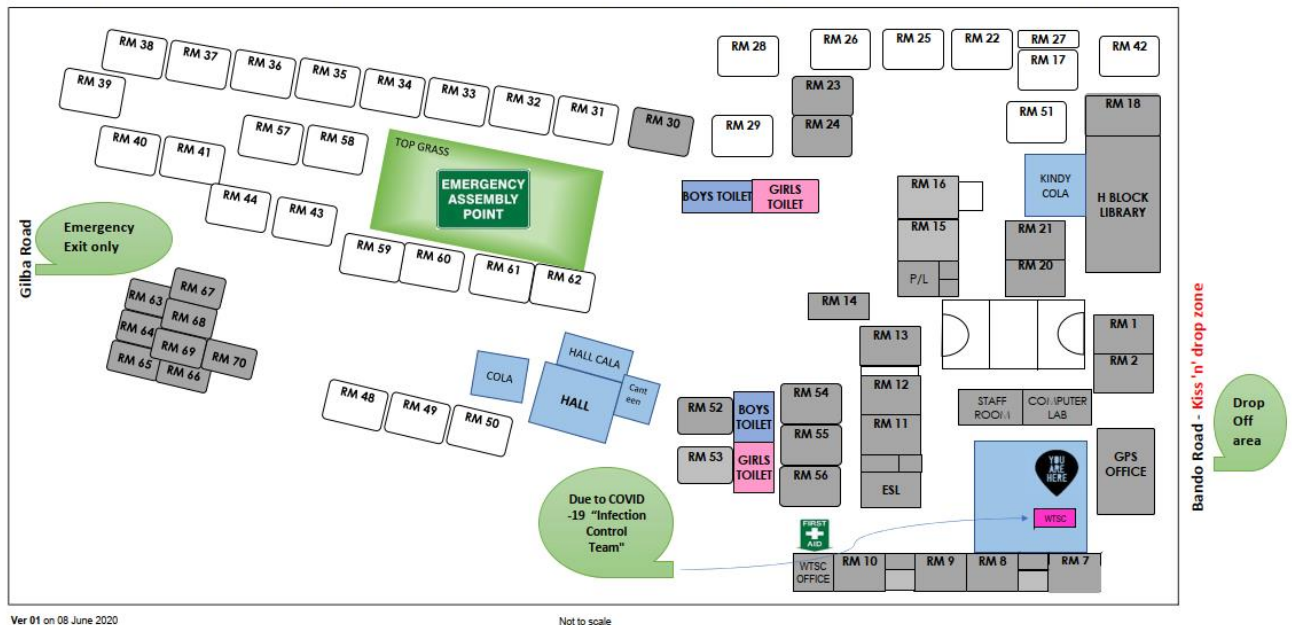 RM 38
RM 37
RM 36
RM 35
RM 34
RM 33
RM 32
RM 31
RM 30
RM 39
RM 40
RM 41
RM 57
RM 58
RM 44
RM 43
RM 59
RM 60
RM 61
RM 62
TOP GRASS
EMERGENCY
ASSEMBLY
POINT
Gilba Road
Emergency
Exit only
RM 67
RM 63
RM 68
RM 64
RM 69
RM 70
RM 65
RM 66
RM 48
RM 49
RM 50
COLA
HALL CALA
HALL
Cant
een
RM 28
RM 26
RM 25
RM 22
RM 27
RM 17
RM 42
RM 23
RM 24
RM 29
RM 51
RM 18
BOYS TOILET
GIRLS
TOILET
RM 16
RM 15
P/L
KINDY
COLA
H BLOCK
LIBRARY
RM 21
RM 20
RM 14
RM 13
RM 12
RM 11
ESL
RM 1
RM 2
RM 52
RM 53
BOYS
TOILET
GIRLS
TOILET
RM 54
RM 55
RM 56
STAFF
ROOM
COMPUTER
LAB
GPS
OFFICE
YOU
ARE
HERE
WTSC
Due to COVID
-19 "Infection
Control
Team"
FIRST
AID
WTSC
OFFICE
RM 10
RM 9
RM 8
RM 7
Bando Road - Kiss 'n' drop zone
Drop
Off
area
Ver 01 on 08 June 2020
Not to scale